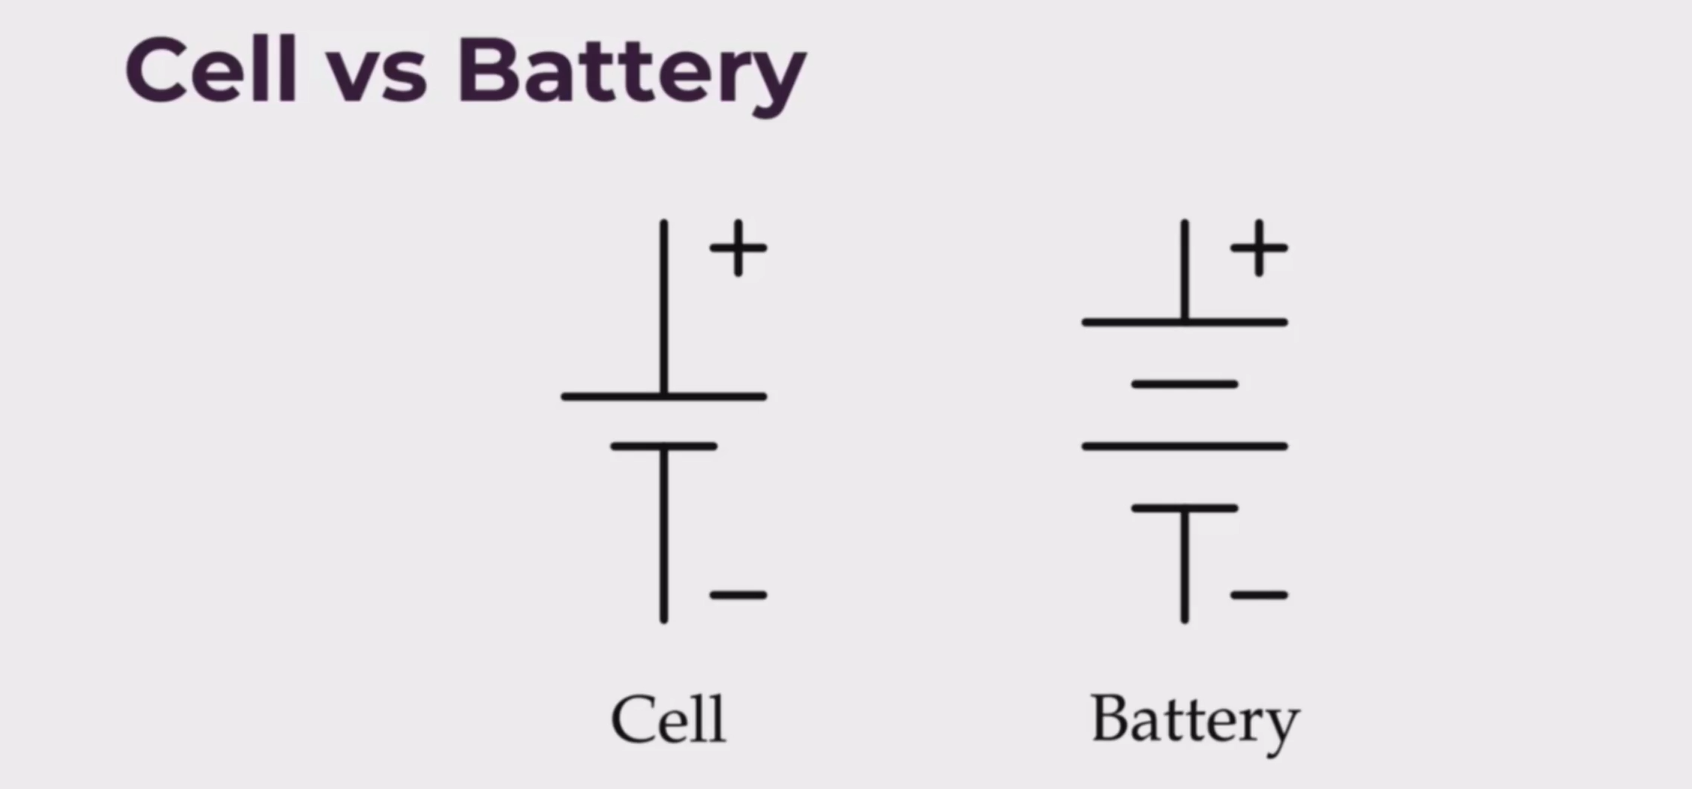 Cell vs Battery
+ +
− −
Cell Battery